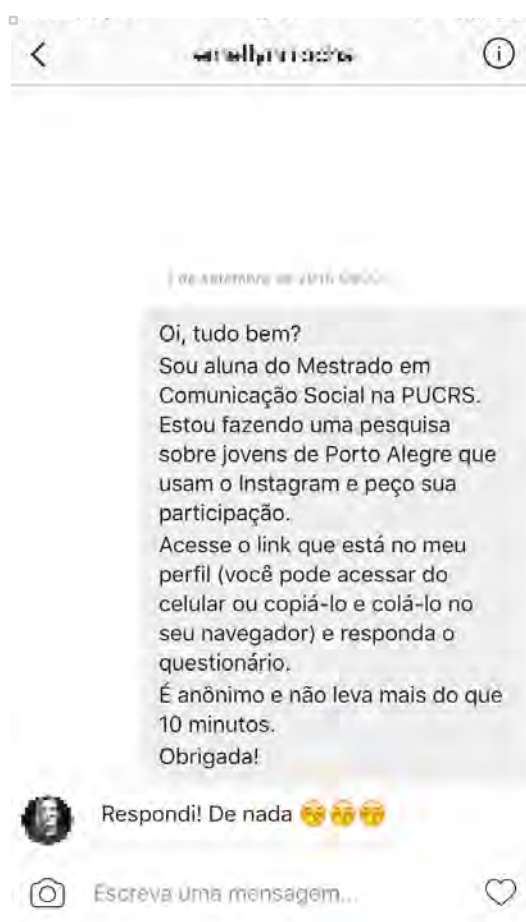 Oi, tudo bem?
Sou aluna do Mestrado em
Comunicação Social na PUCRS.
Estou fazendo uma pesquisa
sobre jovens de Porto Alegre que
usam o Instagram e peço sua
participação.
Acesse o link que está no meu
perfil (você pode acessar do
celular ou copiá-lo e colá-lo no
seu navegador) e responda o
questionário.
É anônimo e não leva mais do que
10 minutos.
Obrigada!
Respondi! De nada 😚😚😚
Escreva uma mensagem...